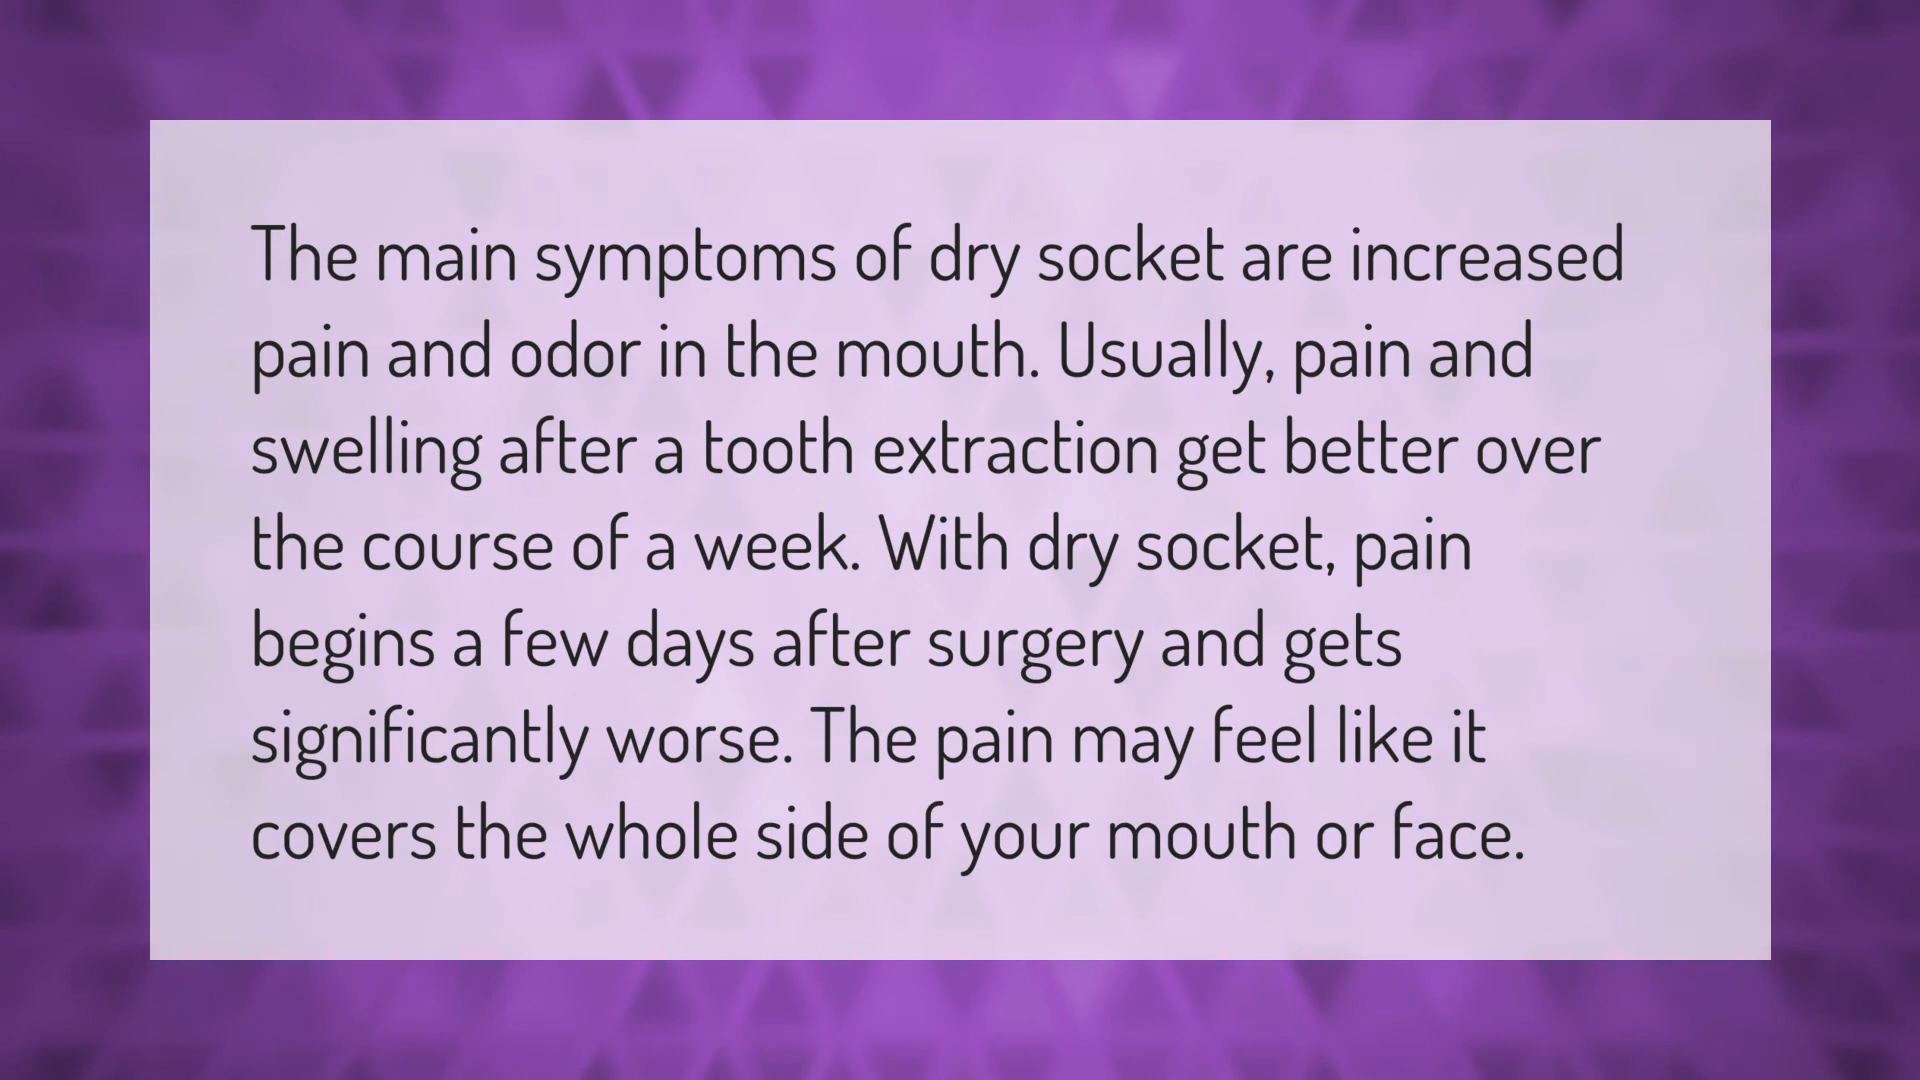 The main symptoms of dry socket are increased
pain and odor in the mouth. Usually, pain and
swelling after a tooth extraction get better over
the course of a week. With dry socket, pain
begins a few days after surgery and gets
significantly worse. The pain may feel like it
covers the whole side of your mouth or face.